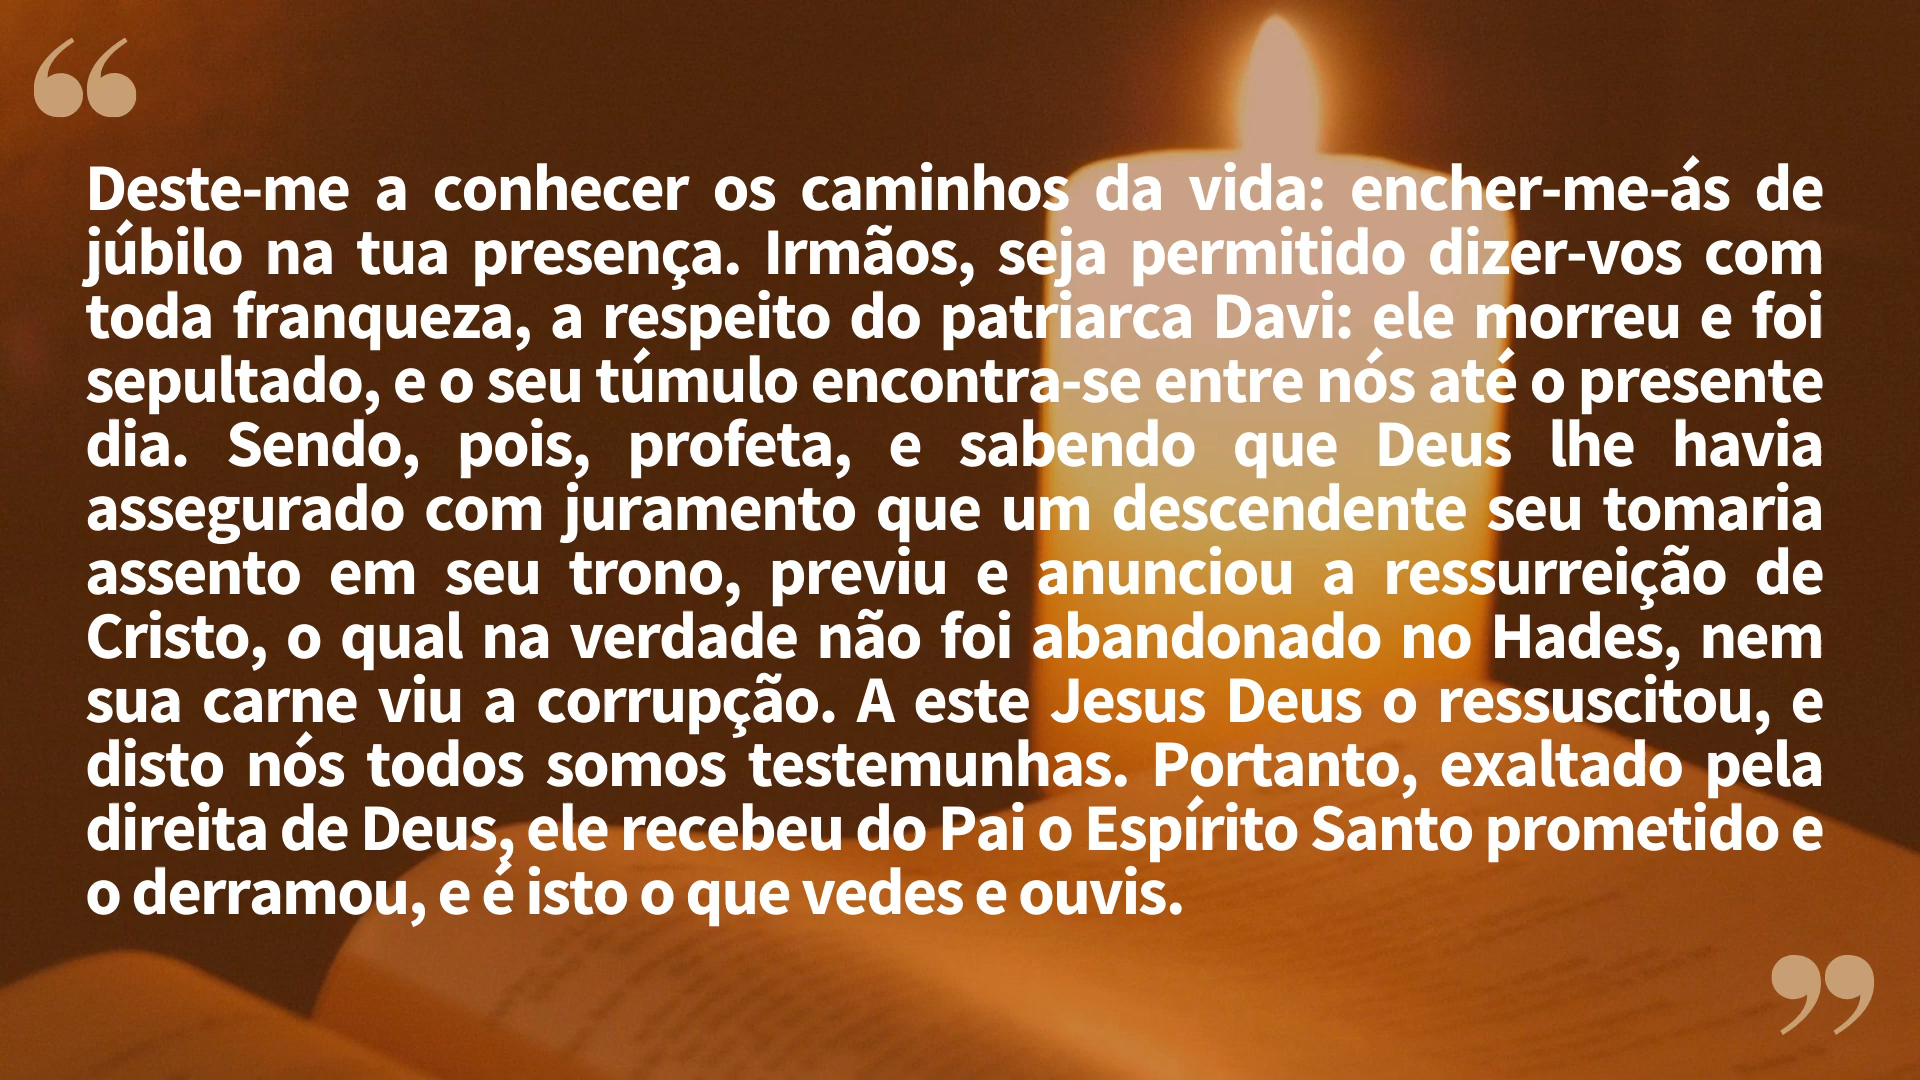 “
Deste-me a conhecer os caminhos da vida: encher-me-ás de
júbilo na tua presença. Irmãos, seja permitido dizer-vos com
toda franqueza, a respeito do patriarca Davi: ele morreu e foi
sepultado, e o seu túmulo encontra-se entre nós até o presente
dia. Sendo, pois, profeta, e sabendo que Deus lhe havia
assegurado com juramento que um descendente seu tomaria
assento em seu trono, previu e anunciou a ressurreição de
Cristo, o qual na verdade não foi abandonado no Hades, nem
sua carne viu a corrupção. A este Jesus Deus o ressuscitou, e
disto nós todos somos testemunhas. Portanto, exaltado pela
direita de Deus, ele recebeu do Pai o Espírito Santo prometido e
o derramou, e é isto o que vedes e ouvis.
”